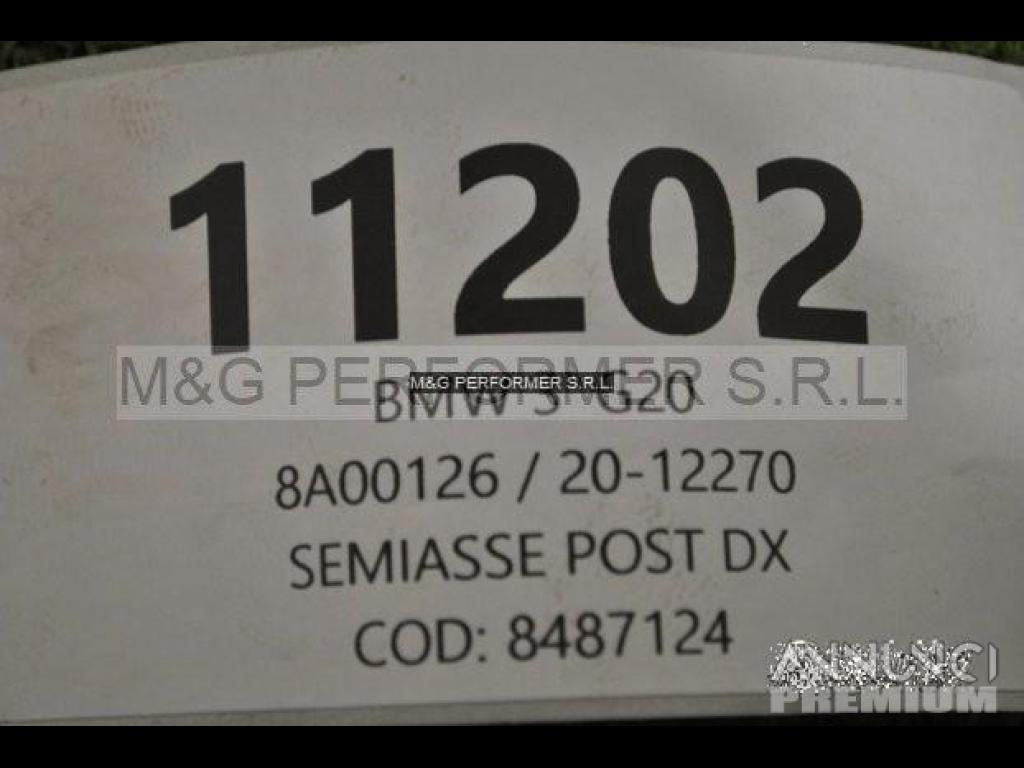 11202
M&G PERFORMER S.R.L.
M&G PERFORMER S.R.L.
BMW 3 G20
8A00126 / 20-12270
SEMIASSE POST DX
COD: 8487124
ANNUNCI
PREMIUM